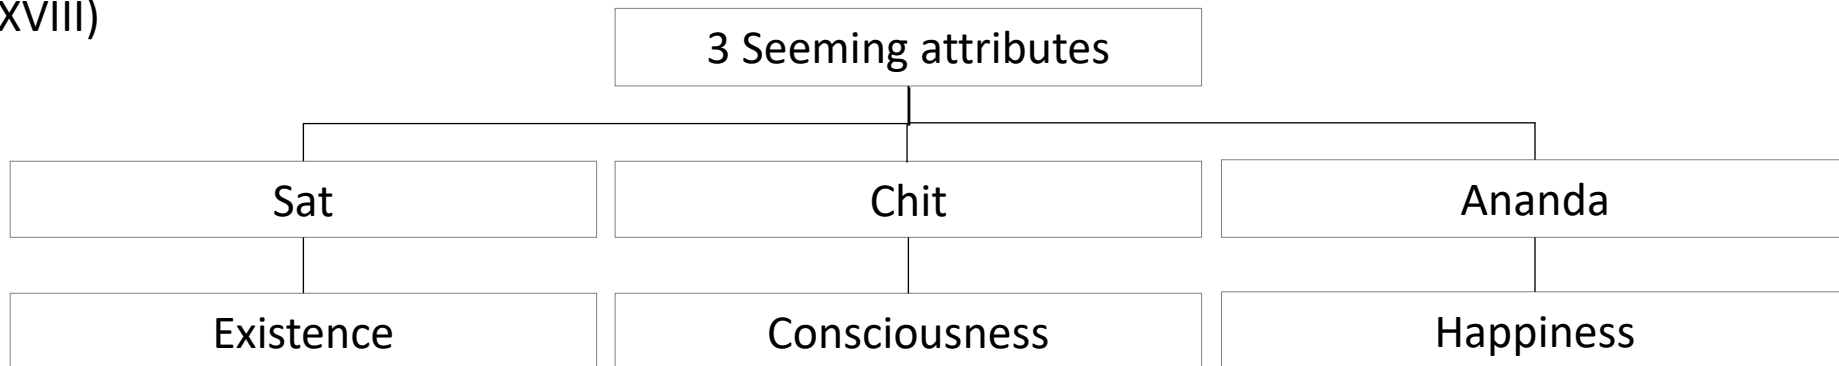 XVIII)
3 Seeming attributes
Sat
Chit
Ananda
Existence
Consciousness
Happiness